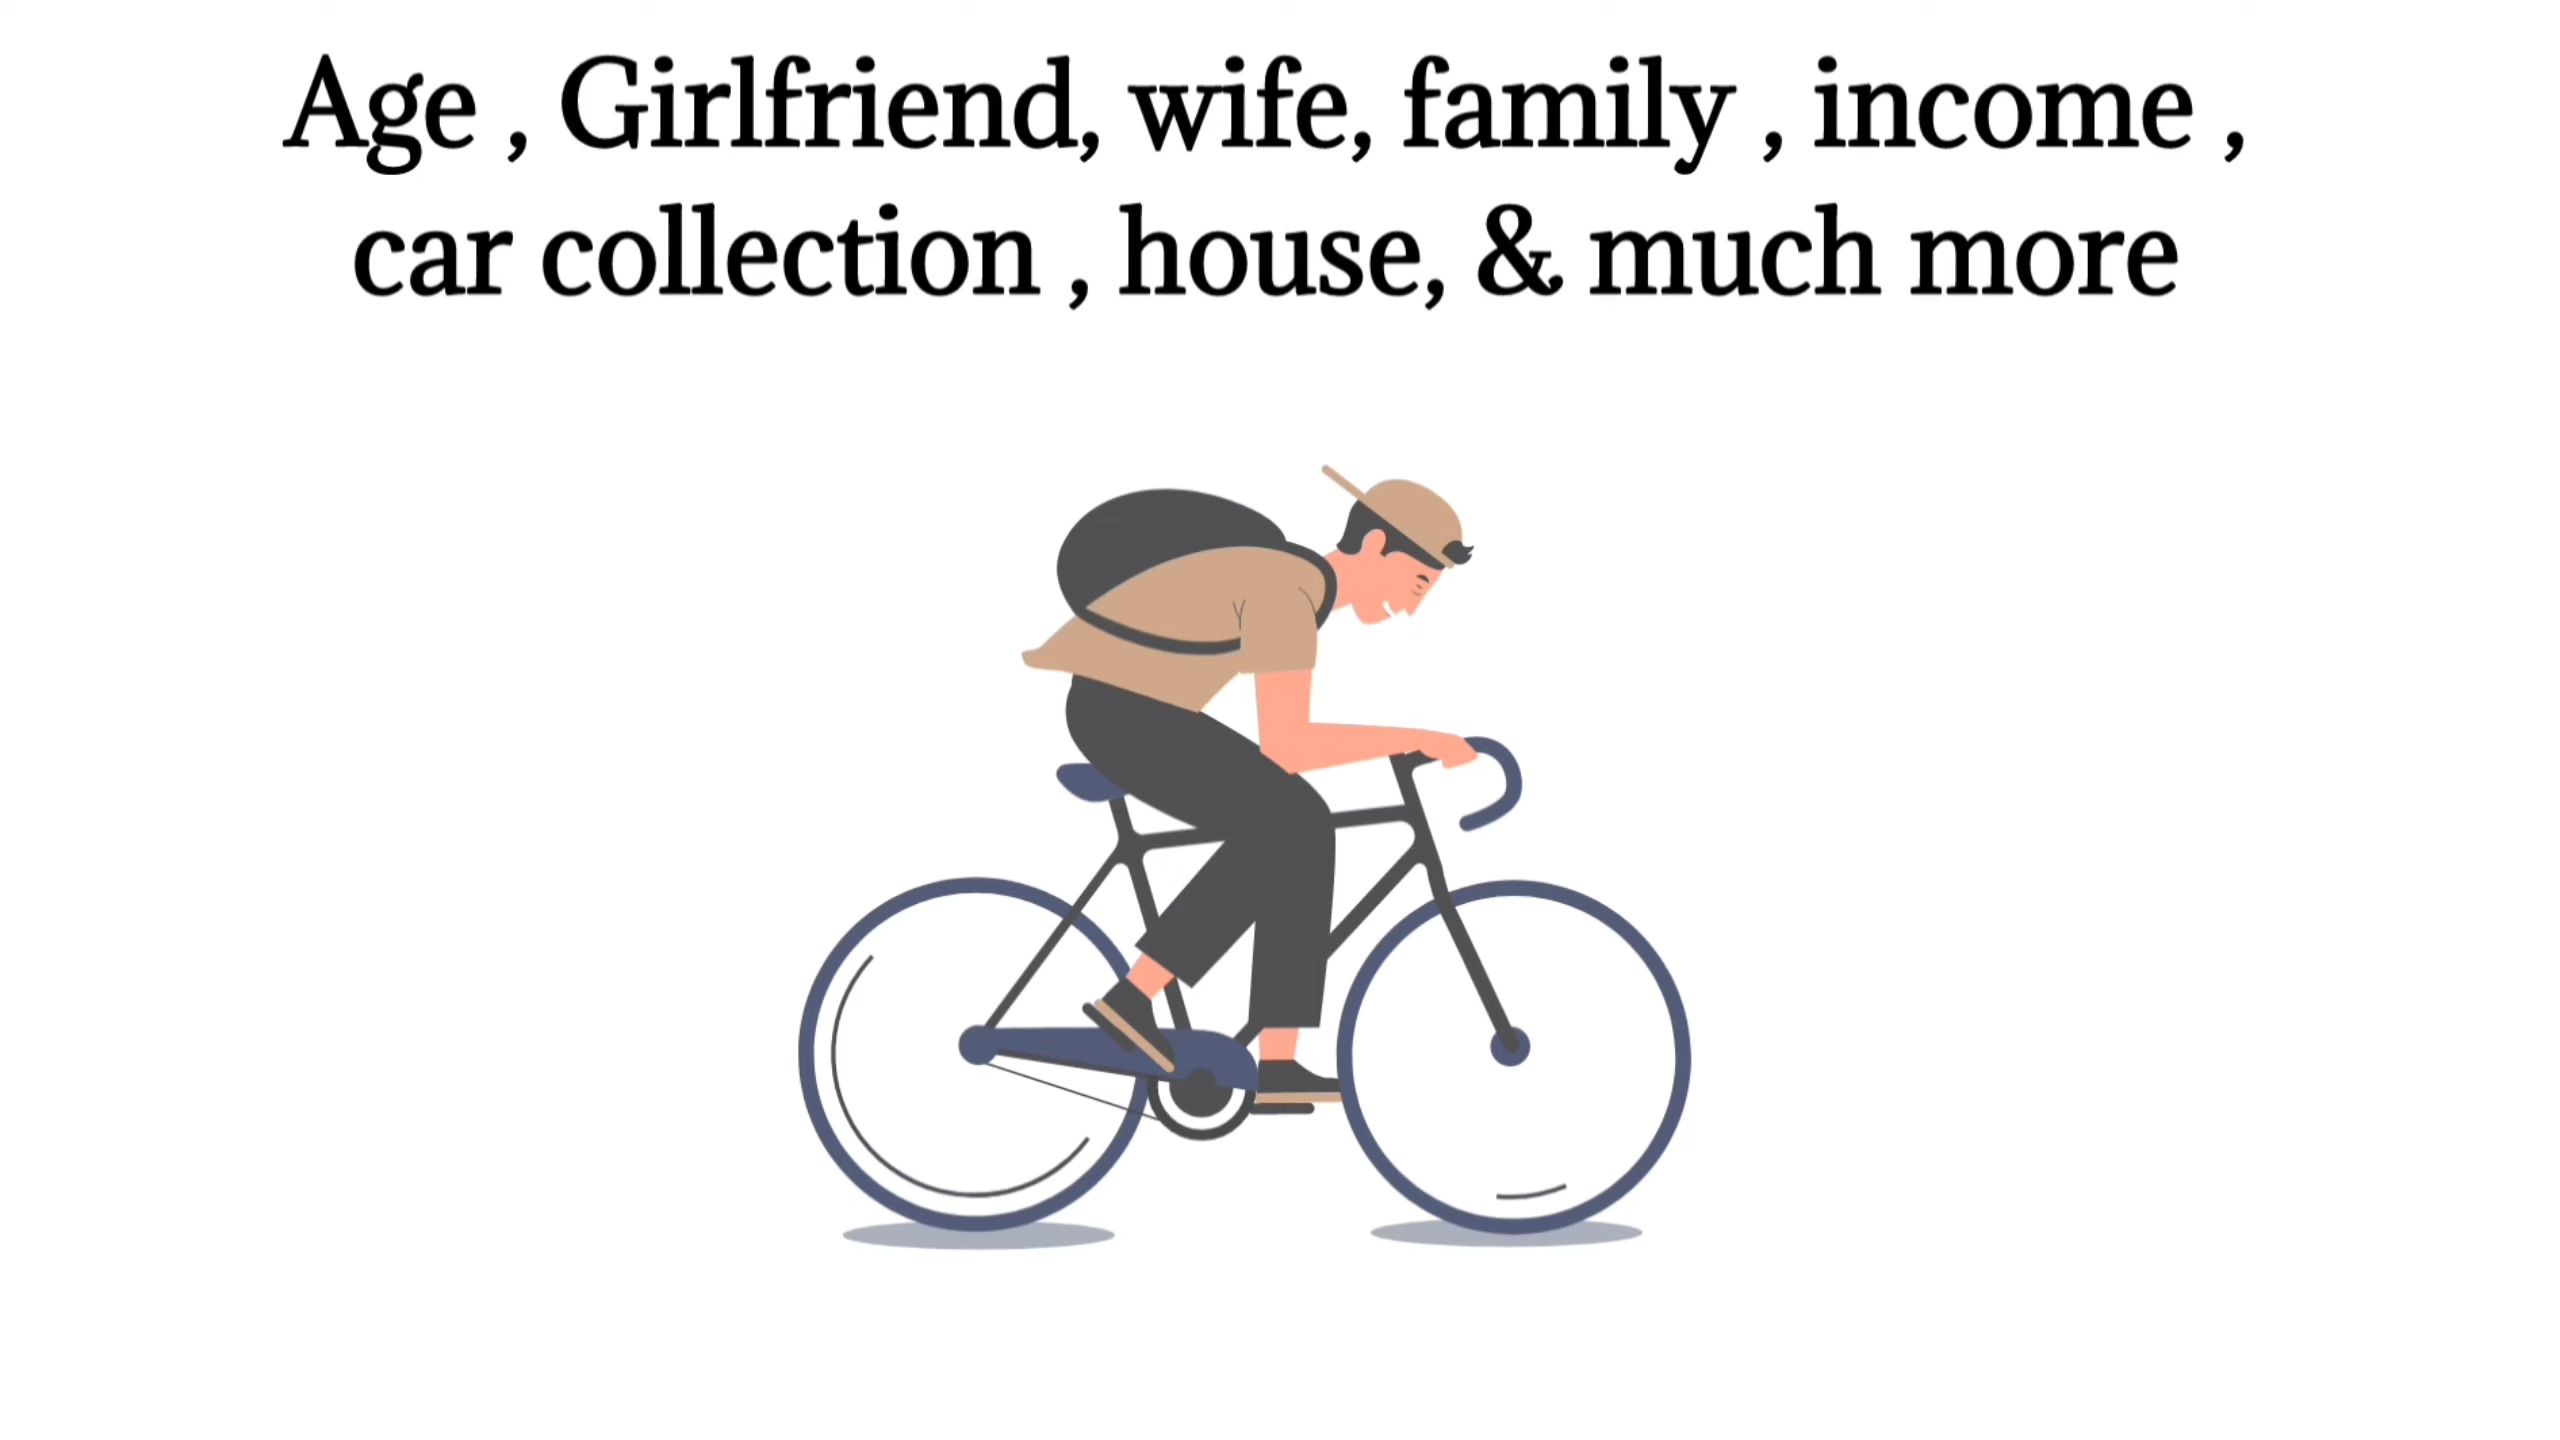 Age , Girlfriend, wife, family , income ,
car collection , house, & much more